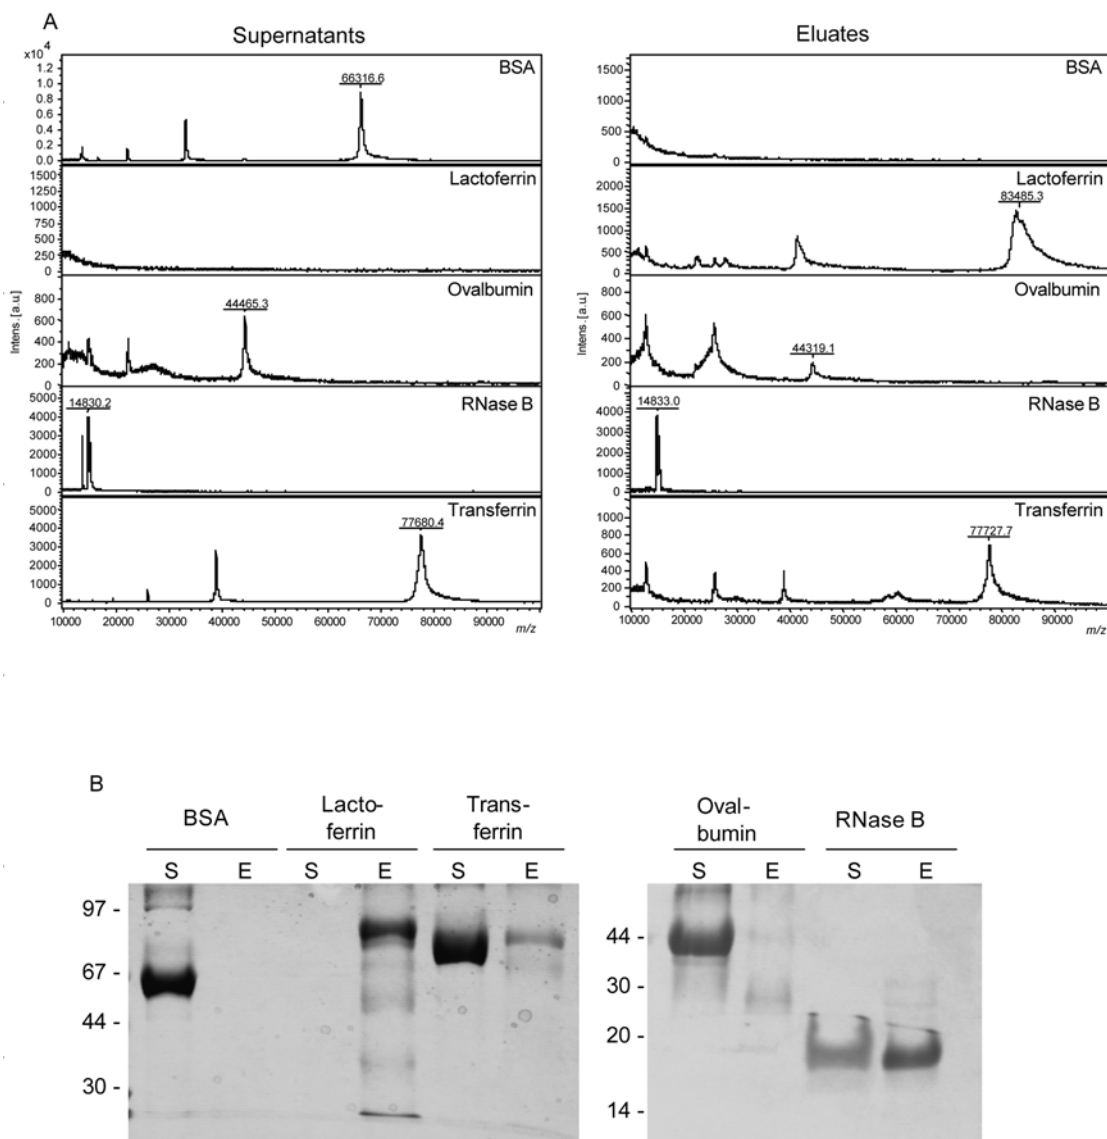 A
Supernatants
Eluates
x10⁴
1.2
1.0
0.8
0.6
0.4
0.2
0.0
66316.6
BSA
1500
1250
1000
750
500
250
0
Lactoferrin
Intens. [a.u]
800
600
400
200
0
44465.3
Ovalbumin
5000
4000
3000
2000
1000
0
14830.2
RNase B
5000
4000
3000
2000
1000
0
77680.4
Transferrin
10000 20000 30000 40000 50000 60000 70000 80000 90000
m/z
1500
1000
500
0
BSA
2000
1500
1000
500
0
83485.3
Lactoferrin
Intens. [a.u]
800
600
400
200
0
44319.1
Ovalbumin
4000
3000
2000
1000
0
14833.0
RNase B
1000
800
600
400
200
0
77727.7
Transferrin
10000 20000 30000 40000 50000 60000 70000 80000 90000
m/z
B
BSA
Lacto-
ferrin
Trans-
ferrin
Oval-
bumin
RNase B
S E S E S E S E S E
97 -
67 -
44 -
30 -
44 -
30 -
20 -
14 -